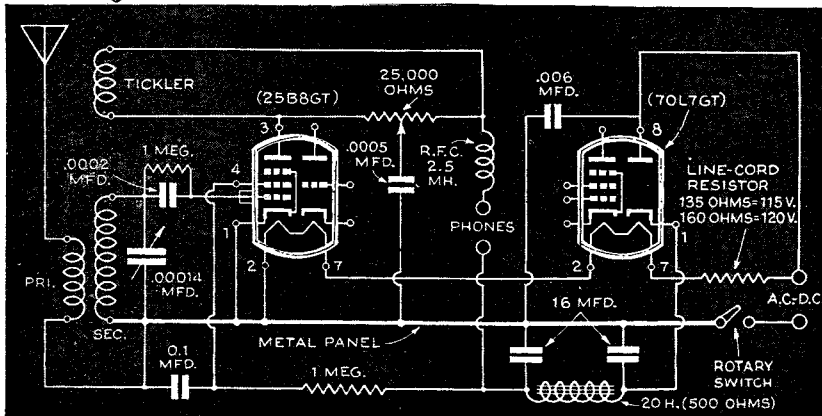 TICKLER
(25B8GT)
25,000
OHMS
.006
MFD.
(70L7GT)
3
8
1 MEG.
.0002
MFD.
4
.0005
MFD.
R.F.C.
2.5
MH.
LINE-CORD
RESISTOR
135 OHMS=115 V.
160 OHMS=120 V.
1
PHONES
1
2
7
2
7
.00014
MFD.
PRI.
SEC.
16 MFD.
A.C.-D.C.
METAL PANEL
0.1
MFD.
1 MEG.
ROTARY
SWITCH
20 H. (500 OHMS)